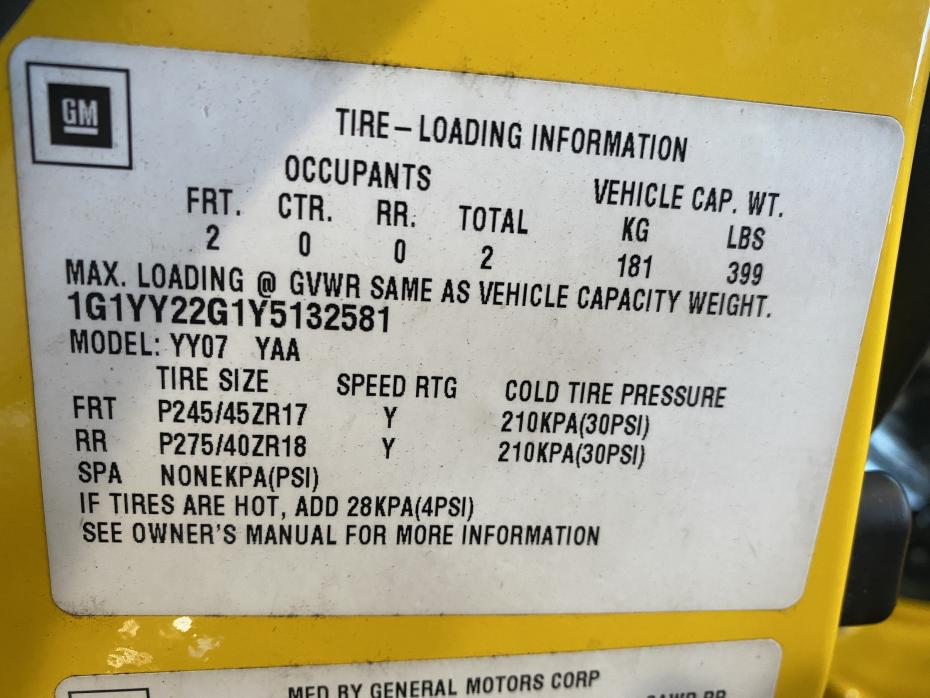 GM
TIRE – LOADING INFORMATION
OCCUPANTS VEHICLE CAP. WT.
FRT. CTR. RR. TOTAL KG LBS
2 0 0 2 181 399
MAX. LOADING @ GVWR SAME AS VEHICLE CAPACITY WEIGHT.
1G1YY22G1Y5132581
MODEL: YY07 YAA
TIRE SIZE SPEED RTG COLD TIRE PRESSURE
FRT P245/45ZR17 Y 210KPA(30PSI)
RR P275/40ZR18 Y 210KPA(30PSI)
SPA NONEKPA(PSI)
IF TIRES ARE HOT, ADD 28KPA(4PSI)
SEE OWNER'S MANUAL FOR MORE INFORMATION
MFD BY GENERAL MOTORS CORP
GAWR RR